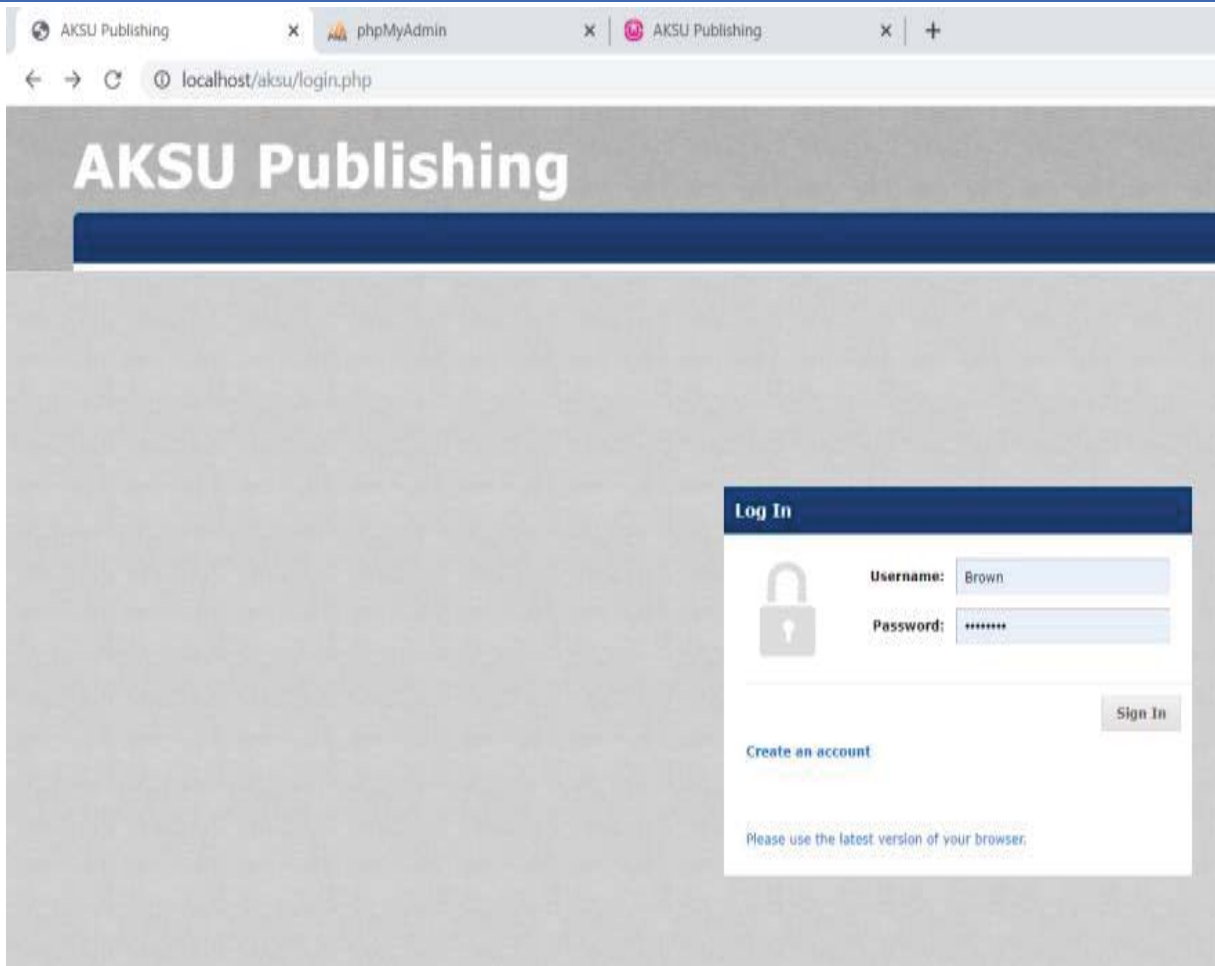 AKSU Publishing phpMyAdmin AKSU Publishing
localhost/aksu/login.php
AKSU Publishing
Log In
Username: Brown
Password: ••••••••
Sign In
Create an account
Please use the latest version of your browser.